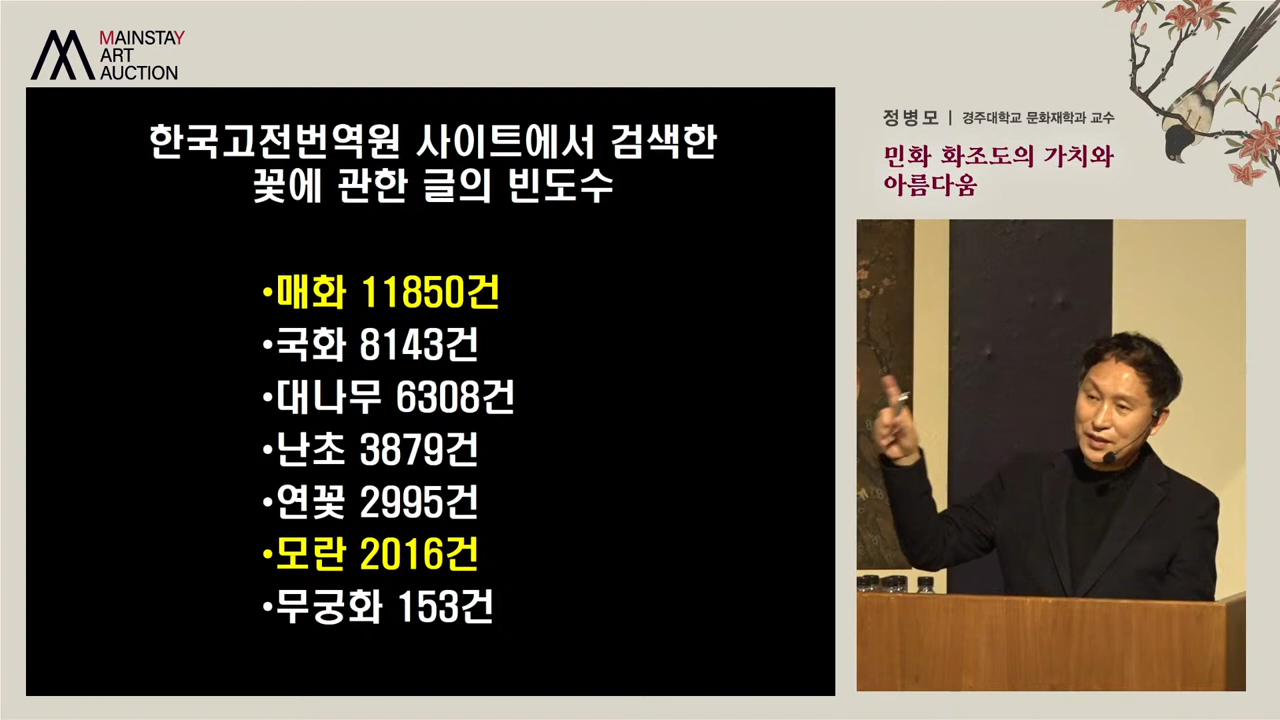 MAINSTAY
ART
AUCTION
한국고전번역원 사이트에서 검색한
꽃에 관한 글의 빈도수
•매화 11850건
•국화 8143건
•대나무 6308건
•난초 3879건
•연꽃 2995건
•모란 2016건
•무궁화 153건
정병모 | 경주대학교 문화재학과 교수
민화 화조도의 가치와
아름다움